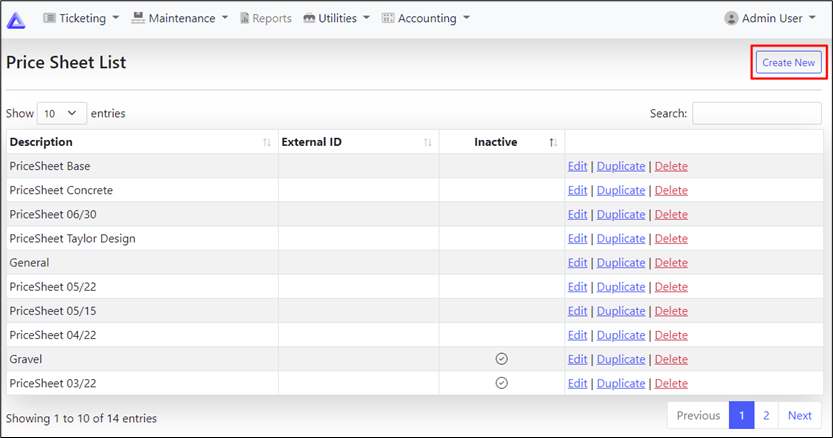 Ticketing Maintenance Reports Utilities Accounting Admin User
Price Sheet List Create New
Show 10 entries Search:
Description External ID Inactive
PriceSheet Base Edit | Duplicate | Delete
PriceSheet Concrete Edit | Duplicate | Delete
PriceSheet 06/30 Edit | Duplicate | Delete
PriceSheet Taylor Design Edit | Duplicate | Delete
General Edit | Duplicate | Delete
PriceSheet 05/22 Edit | Duplicate | Delete
PriceSheet 05/15 Edit | Duplicate | Delete
PriceSheet 04/22 Edit | Duplicate | Delete
Gravel Edit | Duplicate | Delete
PriceSheet 03/22 Edit | Duplicate | Delete
Showing 1 to 10 of 14 entries Previous 1 2 Next